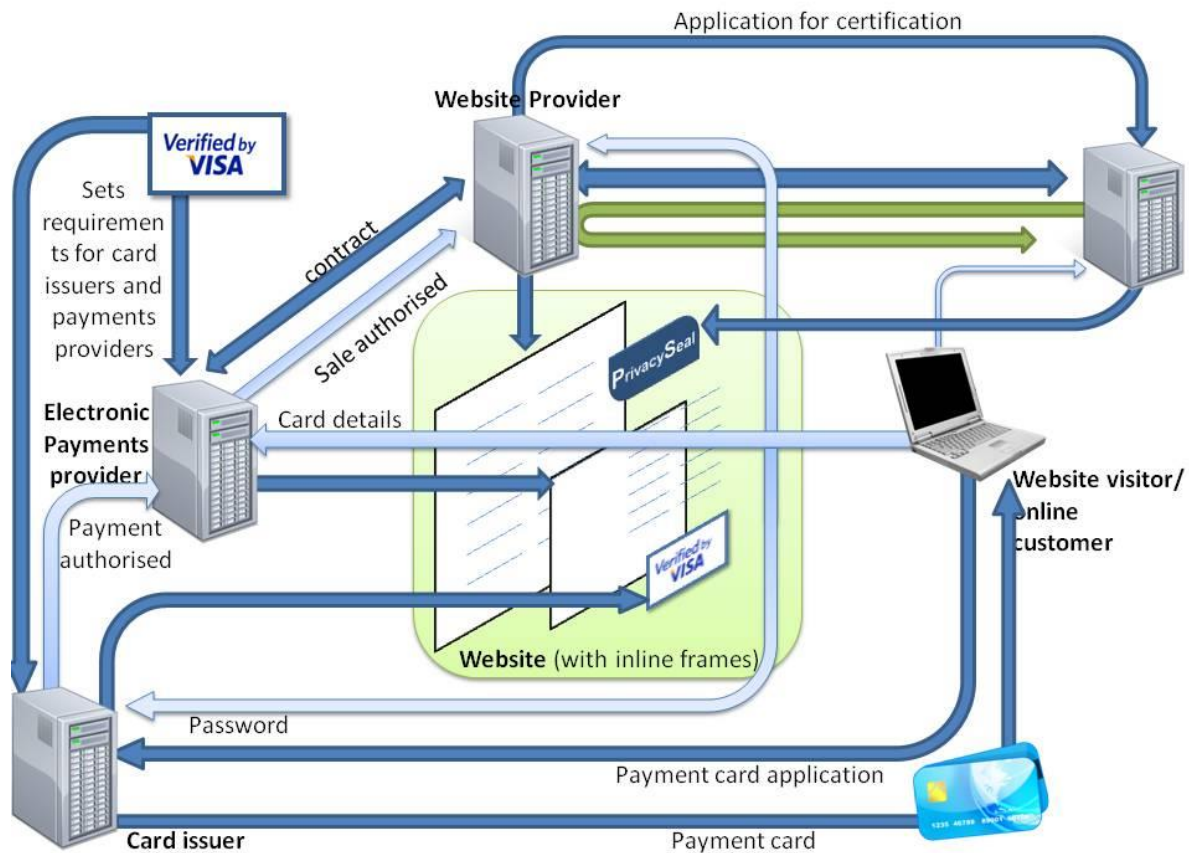 Application for certification
Website Provider
Verified by
VISA
Sets
requiremen
ts for card
issuers and
payments
providers
contract
Sale authorised
PrivacySeal
Electronic
Payments
provider
Card details
Website visitor/
online
customer
Payment
authorised
Verified by
VISA
Website (with inline frames)
Password
Payment card application
Card issuer
Payment card